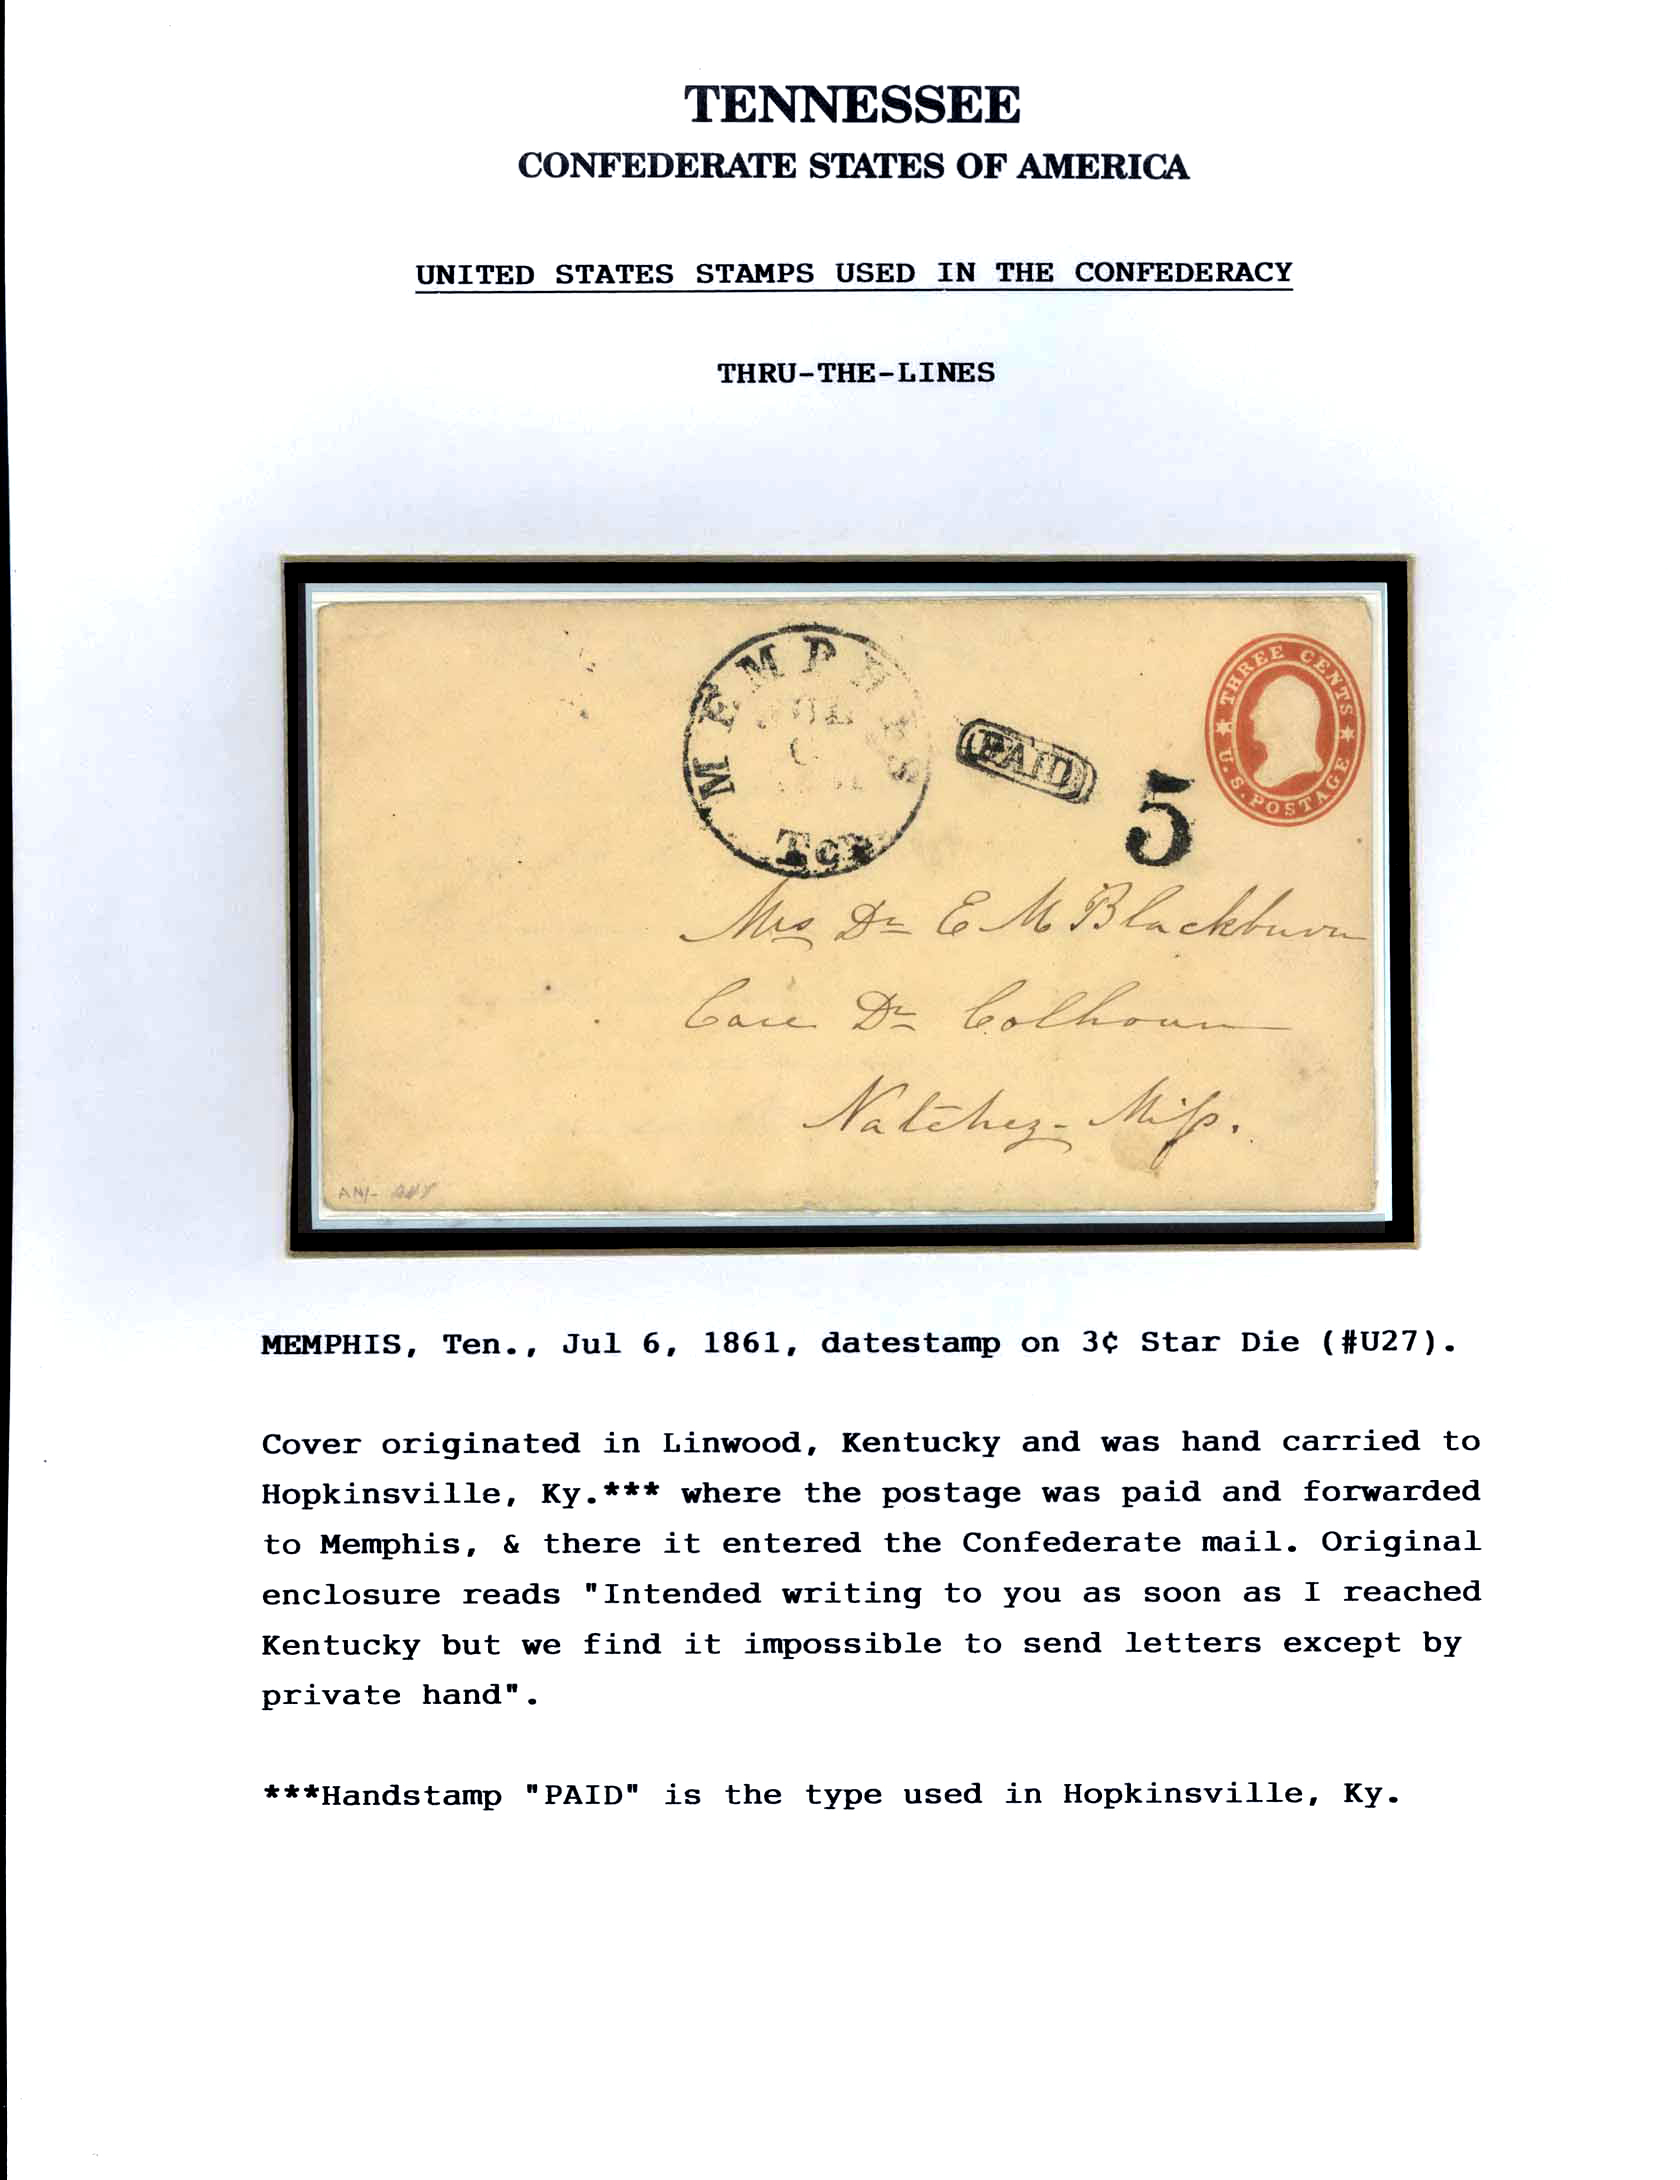 TENNESSEE
CONFEDERATE STATES OF AMERICA
UNITED STATES STAMPS USED IN THE CONFEDERACY
THRU-THE-LINES
MEMPHIS
JUL
Ten
PAID
5
THREE CENTS
U.S. POSTAGE
Mrs Dr E M Blackburn
Care Dr Colhoun
Natchez - Miss.
MEMPHIS, Ten., Jul 6, 1861, datestamp on 3¢ Star Die (#U27).
Cover originated in Linwood, Kentucky and was hand carried to
Hopkinsville, Ky.*** where the postage was paid and forwarded
to Memphis, & there it entered the Confederate mail. Original
enclosure reads "Intended writing to you as soon as I reached
Kentucky but we find it impossible to send letters except by
private hand".
***Handstamp "PAID" is the type used in Hopkinsville, Ky.